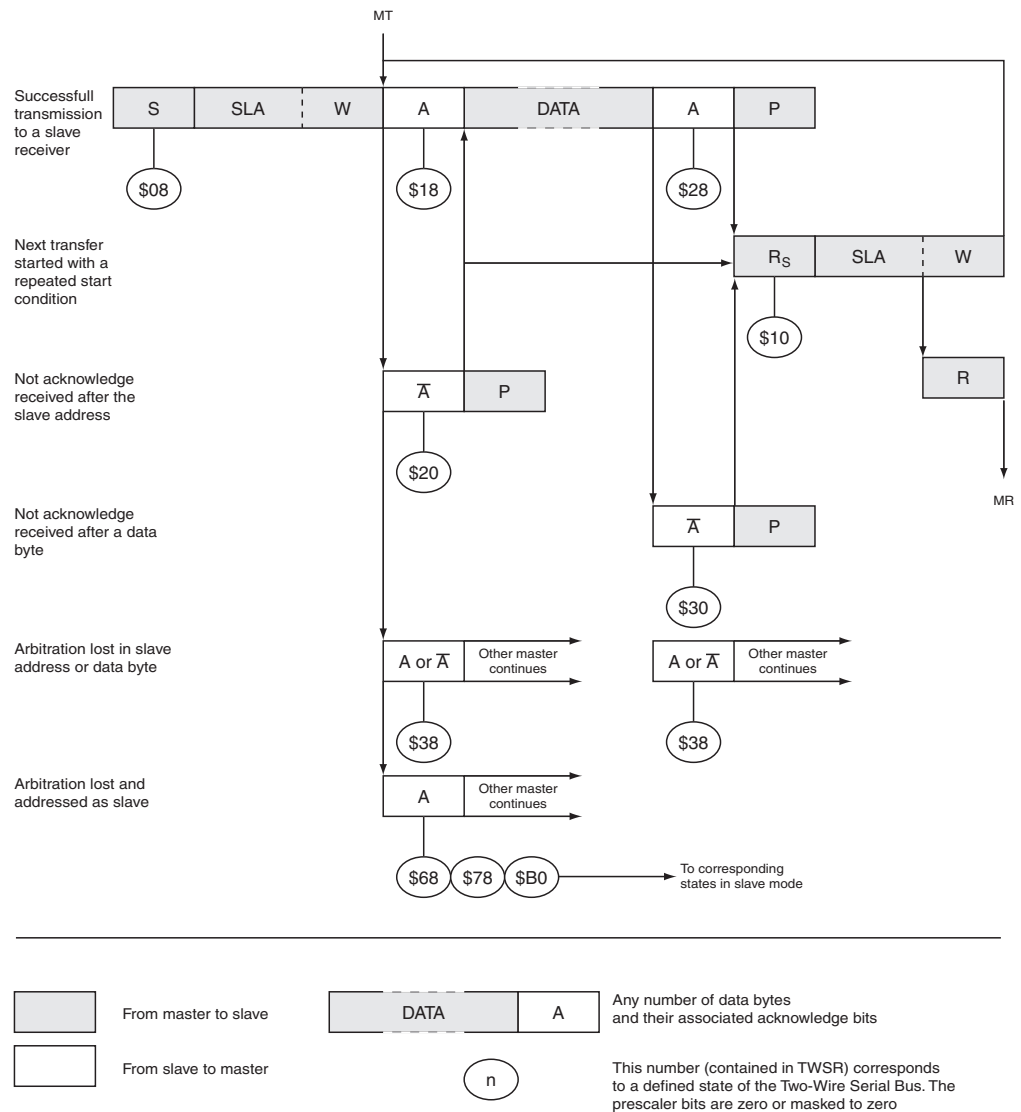 MT
Successfull
transmission
to a slave
receiver
S
SLA
W
A
DATA
A
P
$08
$18
$28
Next transfer
started with a
repeated start
condition
RS
SLA
W
$10
Not acknowledge
received after the
slave address
A̅
P
R
$20
MR
Not acknowledge
received after a data
byte
A̅
P
$30
Arbitration lost in slave
address or data byte
A or A̅
Other master
continues
A or A̅
Other master
continues
$38
$38
Arbitration lost and
addressed as slave
A
Other master
continues
$68
$78
$B0
To corresponding
states in slave mode
From master to slave
DATA
A
Any number of data bytes
and their associated acknowledge bits
From slave to master
n
This number (contained in TWSR) corresponds
to a defined state of the Two-Wire Serial Bus. The
prescaler bits are zero or masked to zero